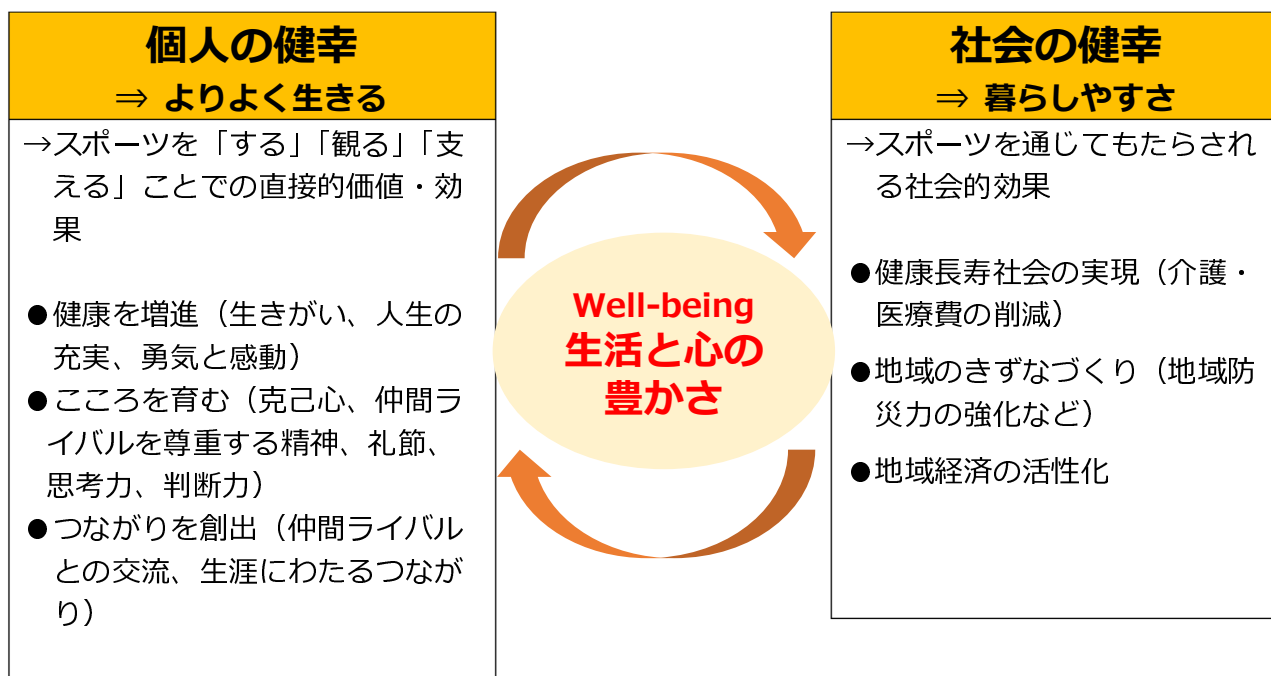 個人の健幸
⇒ よりよく生きる
→スポーツを「する」「観る」「支
える」ことでの直接的価値・効
果
●健康を増進（生きがい、人生の
充実、勇気と感動）
●こころを育む（克己心、仲間ラ
イバルを尊重する精神、礼節、
思考力、判断力）
●つながりを創出（仲間ライバル
との交流、生涯にわたるつなが
り）
Well-being
生活と心の
豊かさ
社会の健幸
⇒ 暮らしやすさ
→スポーツを通じてもたらされ
る社会的効果
●健康長寿社会の実現（介護・
医療費の削減）
●地域のきずなづくり（地域防
災力の強化など）
●地域経済の活性化